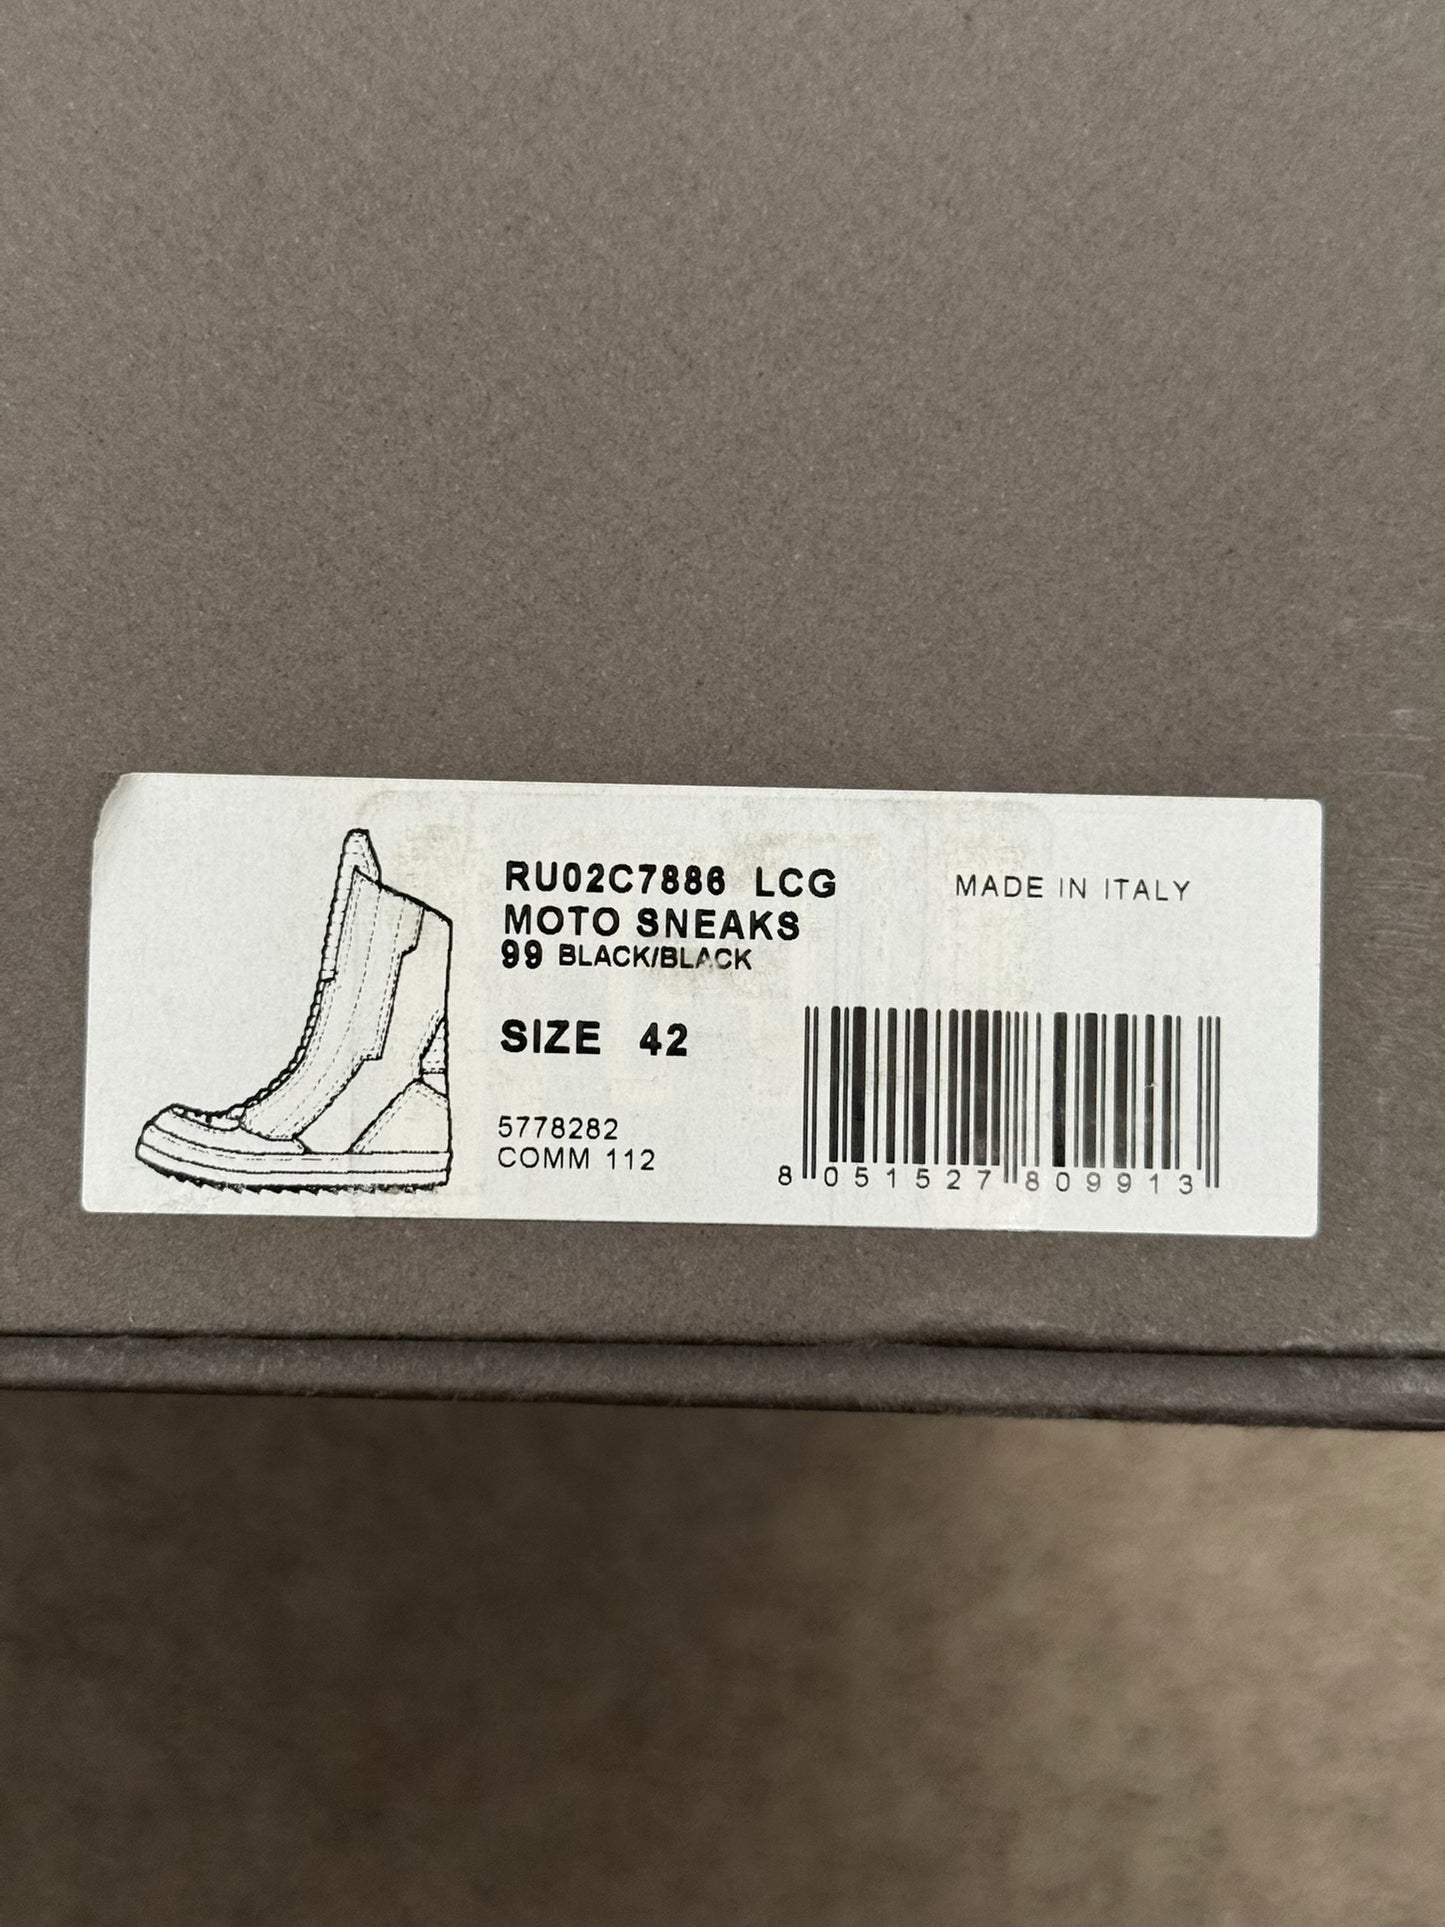 RU02C7886 LCG
MOTO SNEAKS
99 BLACK/BLACK
MADE IN ITALY
SIZE 42
5778282
COMM 112
8 051527 809913